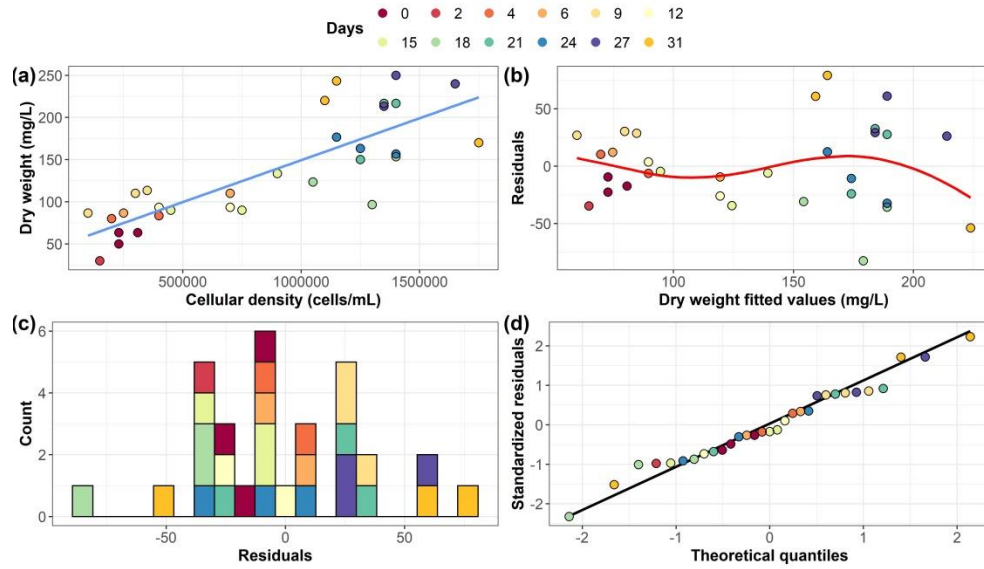 Days
0 2 4 6 9 12
15 18 21 24 27 31
(a)
Dry weight (mg/L)
250
200
150
100
50
500000 1000000 1500000
Cellular density (cells/mL)
(b)
Residuals
50
0
-50
100 150 200
Dry weight fitted values (mg/L)
(c)
Count
6
4
2
0
-50 0 50
Residuals
(d)
Standardized residuals
2
1
0
-1
-2
-2 -1 0 1 2
Theoretical quantiles